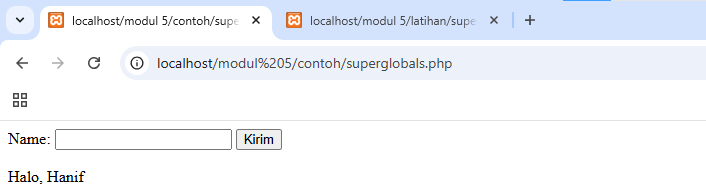 localhost/modul 5/contoh/supe
localhost/modul 5/latihan/supe
localhost/modul%205/contoh/superglobals.php
Name: Kirim
Halo, Hanif